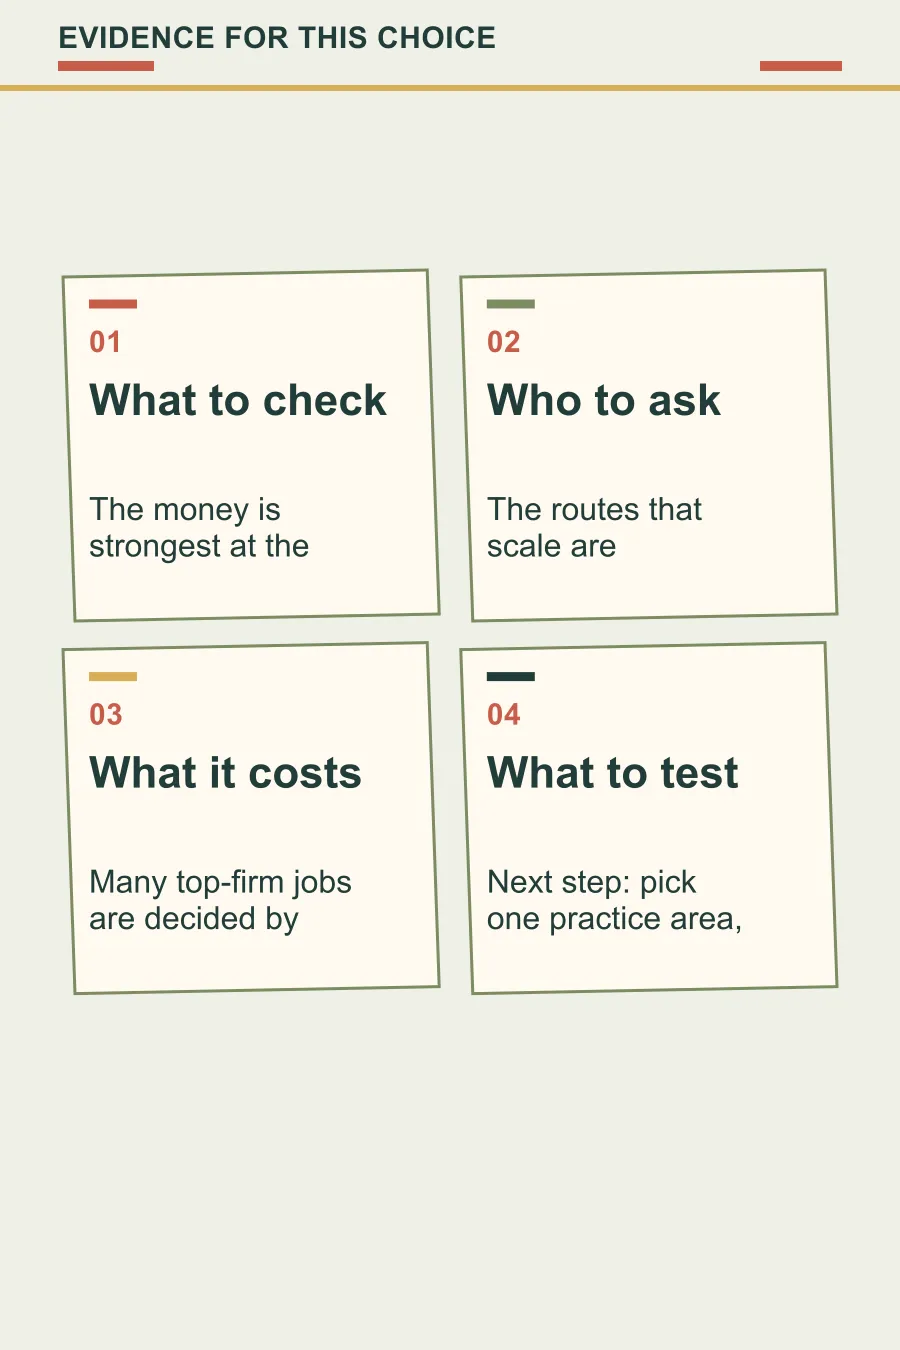 EVIDENCE FOR THIS CHOICE
01
What to check
The money is
strongest at the
02
Who to ask
The routes that
scale are
03
What it costs
Many top-firm jobs
are decided by
04
What to test
Next step: pick
one practice area,